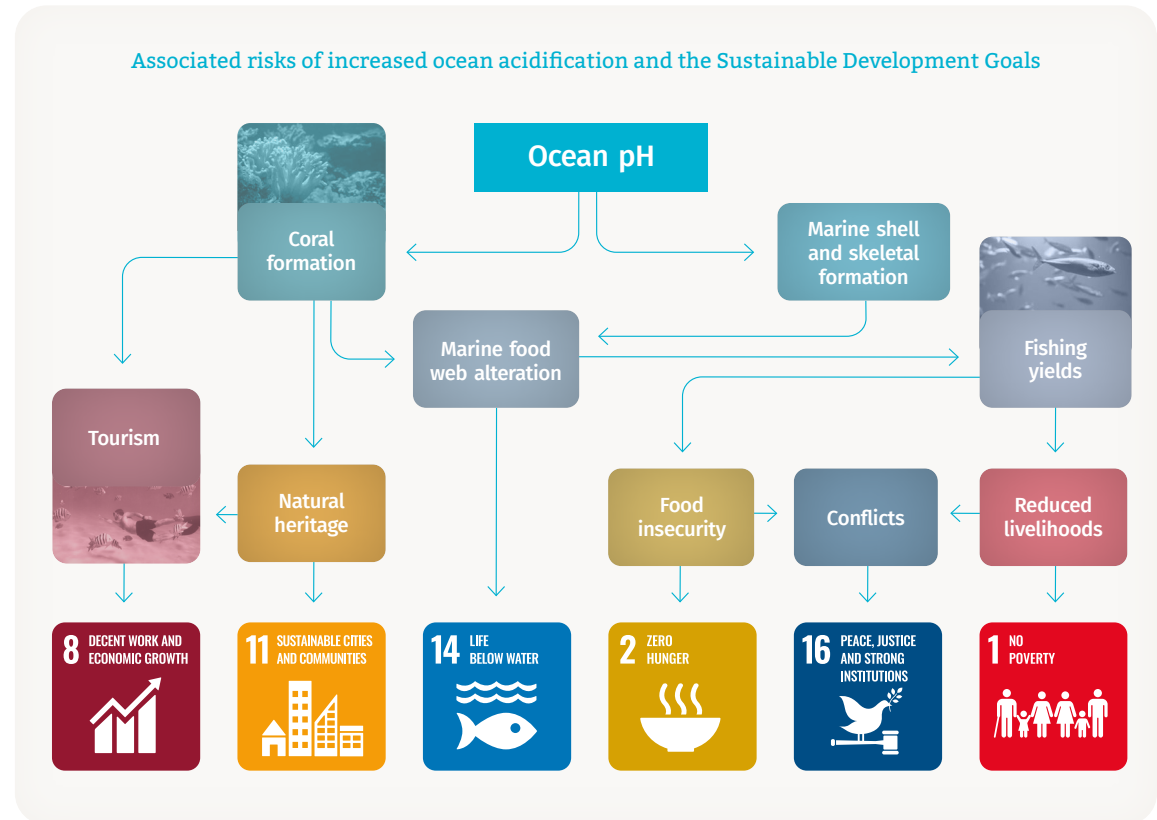 Associated risks of increased ocean acidification and the Sustainable Development Goals
Ocean pH
Coral
formation
Marine shell
and skeletal
formation
Marine food
web alteration
Fishing
yields
Tourism
Natural
heritage
Food
insecurity
Conflicts
Reduced
livelihoods
8 DECENT WORK AND
ECONOMIC GROWTH
11 SUSTAINABLE CITIES
AND COMMUNITIES
14 LIFE
BELOW WATER
2 ZERO
HUNGER
16 PEACE, JUSTICE
AND STRONG
INSTITUTIONS
1 NO
POVERTY